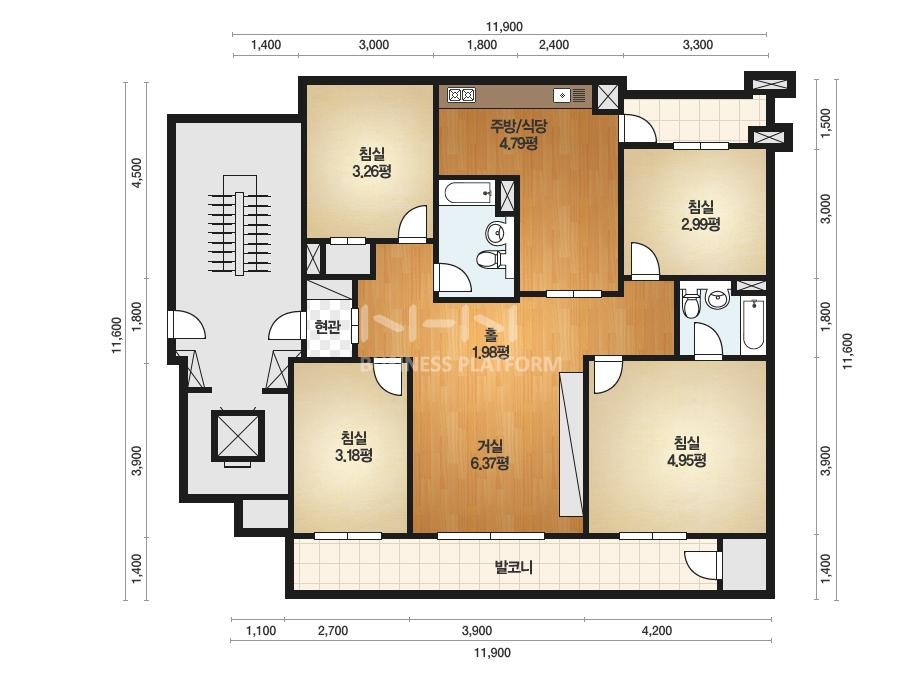 11,900
1,400 3,000 1,800 2,400 3,300
주방/식당
4.79평
침실
3.26평
침실
2.99평
현관
홀
1.98평
NHN
BUSINESS PLATFORM
침실
3.18평
거실
6.37평
침실
4.95평
발코니
4,500
1,800
3,900
1,400
11,600
1,500
3,000
1,800
3,900
1,400
11,600
1,100 2,700 3,900 4,200
11,900